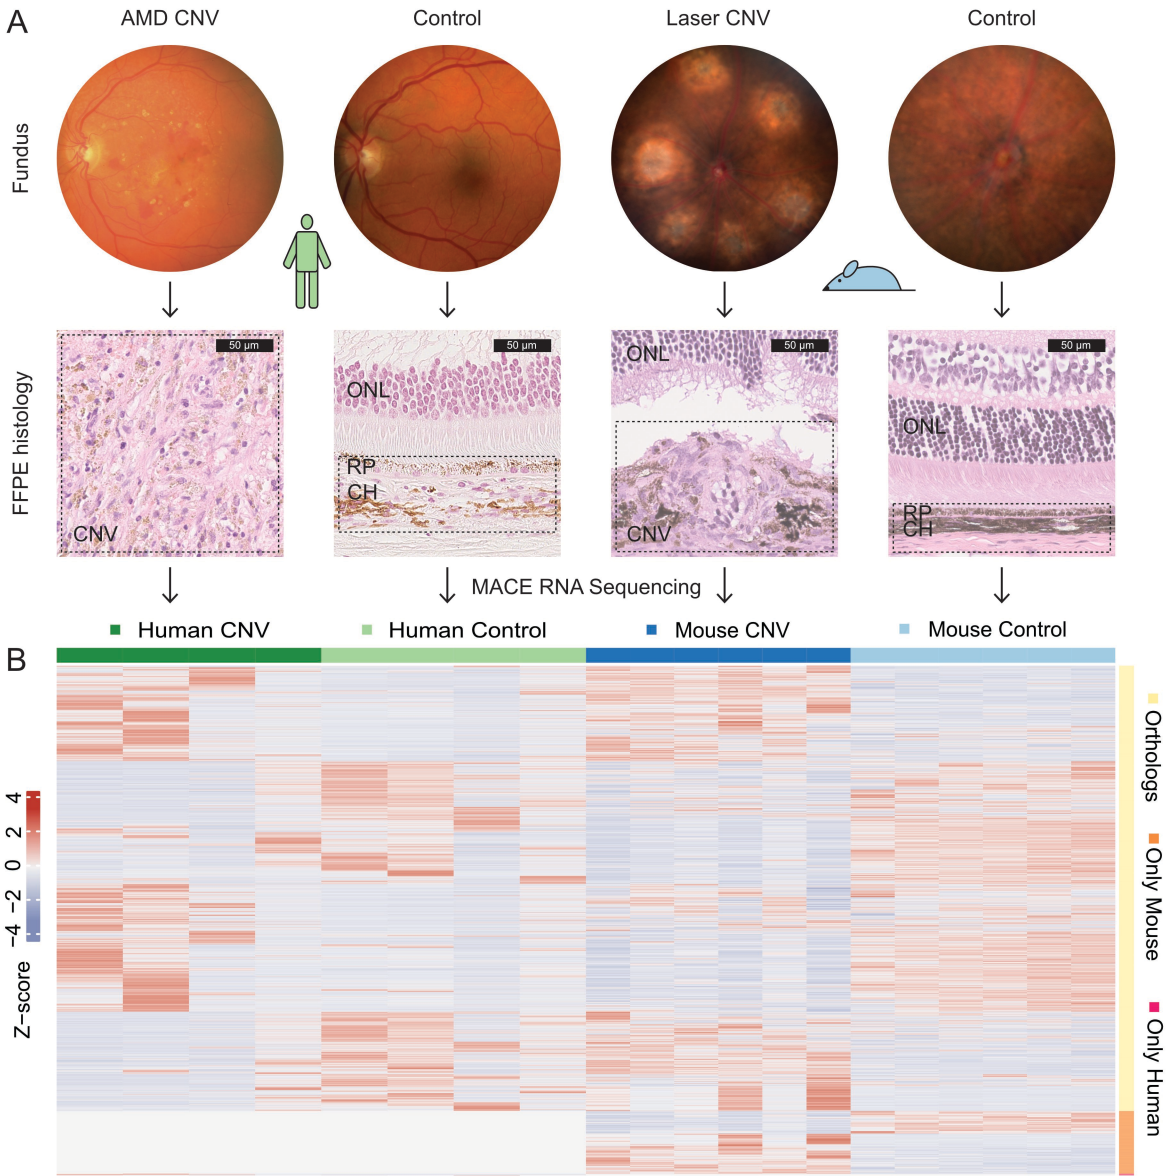 A
AMD CNV
Control
Laser CNV
Control
Fundus
FFPE histology
50 µm
CNV
50 µm
ONL
RP
CH
50 µm
ONL
CNV
50 µm
ONL
RP
CH
MACE RNA Sequencing
Human CNV
Human Control
Mouse CNV
Mouse Control
B
4
2
0
−2
−4
Z−score
Orthologs
Only Mouse
Only Human